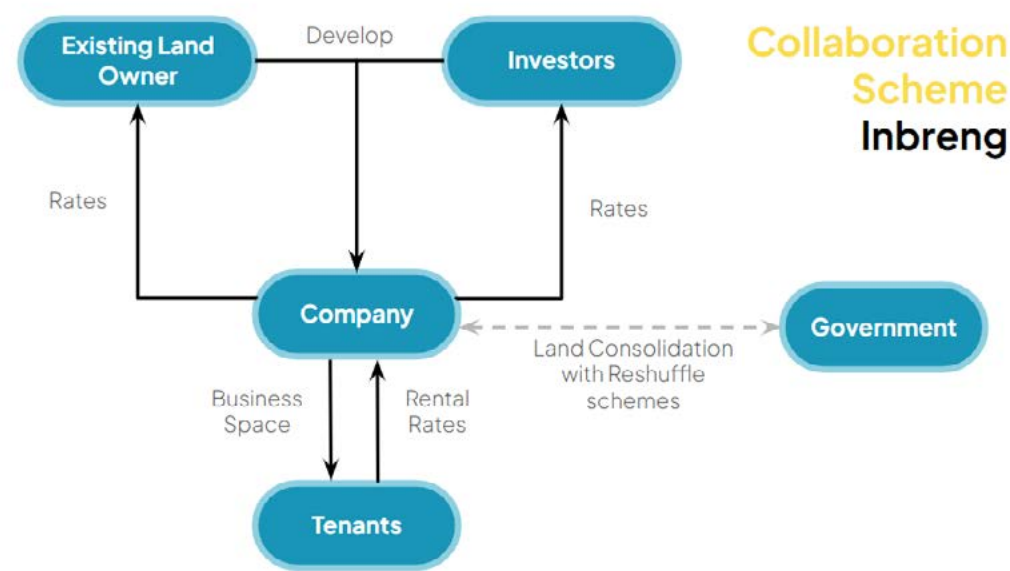 Existing Land
Owner
Develop
Investors
Collaboration
Scheme
Inbreng
Rates
Rates
Company
Government
Land Consolidation
with Reshuffle
schemes
Business
Space
Rental
Rates
Tenants